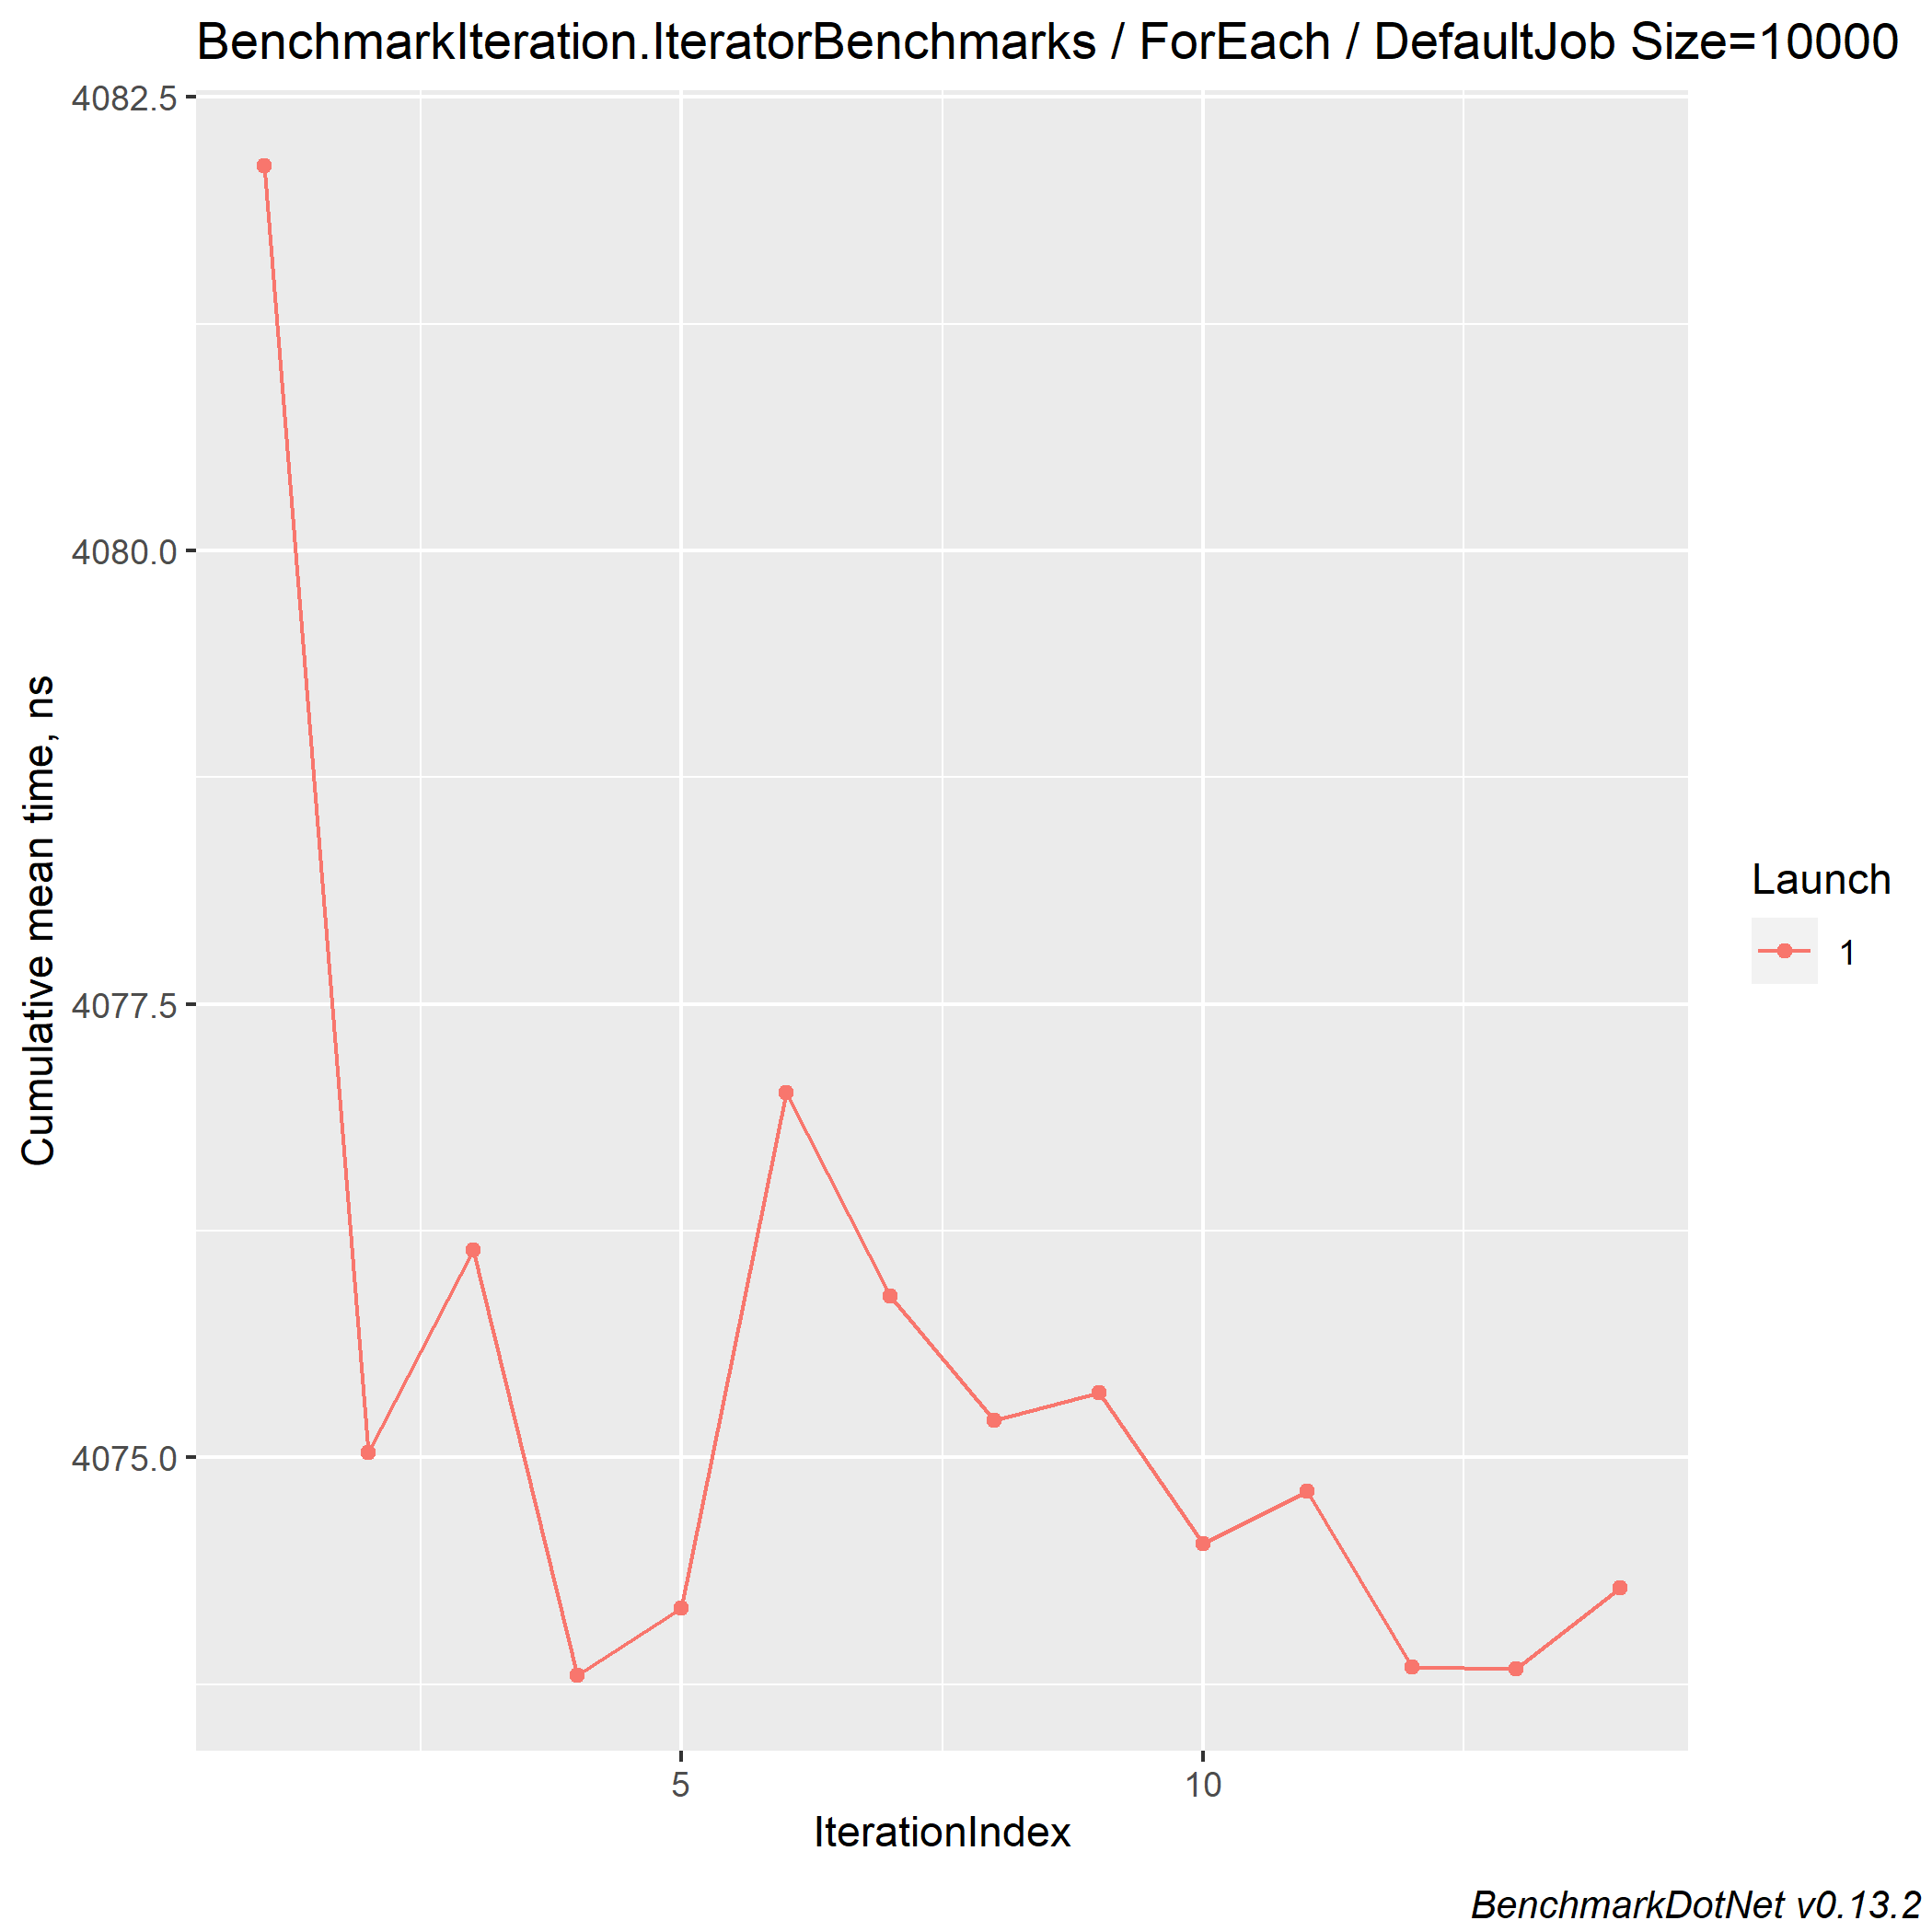 BenchmarkIteration.IteratorBenchmarks / ForEach / DefaultJob Size=10000
4082.5
4080.0
4077.5
4075.0
Cumulative mean time, ns
5
10
IterationIndex
Launch
1
BenchmarkDotNet v0.13.2